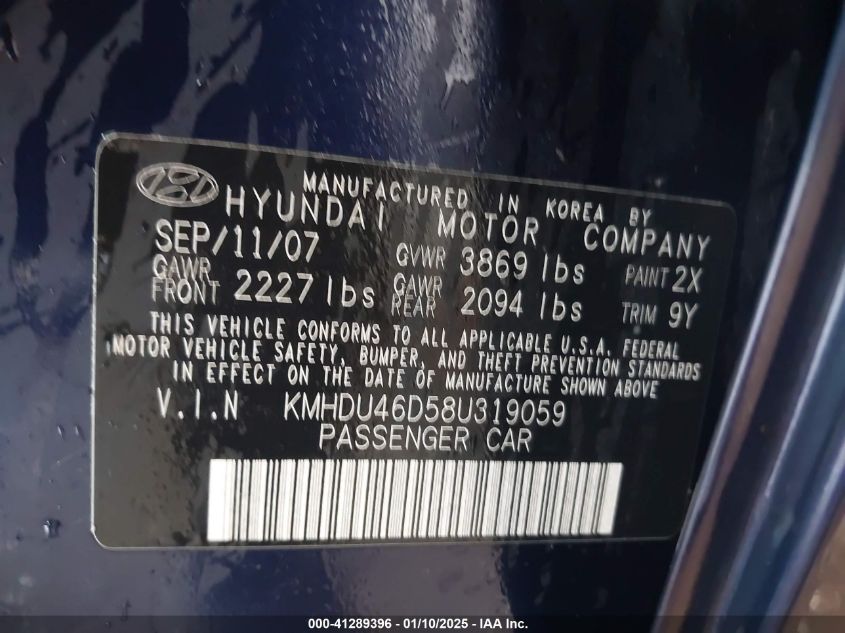 MANUFACTURED IN KOREA BY
HYUNDAI MOTOR COMPANY
SEP/11/07 GVWR 3869 lbs PAINT 2X
GAWR FRONT 2227 lbs GAWR REAR 2094 lbs TRIM 9Y
THIS VEHICLE CONFORMS TO ALL APPLICABLE U.S.A. FEDERAL
MOTOR VEHICLE SAFETY, BUMPER, AND THEFT PREVENTION STANDARDS
IN EFFECT ON THE DATE OF MANUFACTURE SHOWN ABOVE
V.I.N KMHDU46D58U319059
PASSENGER CAR
000-41289396 - 01/10/2025 - IAA Inc.